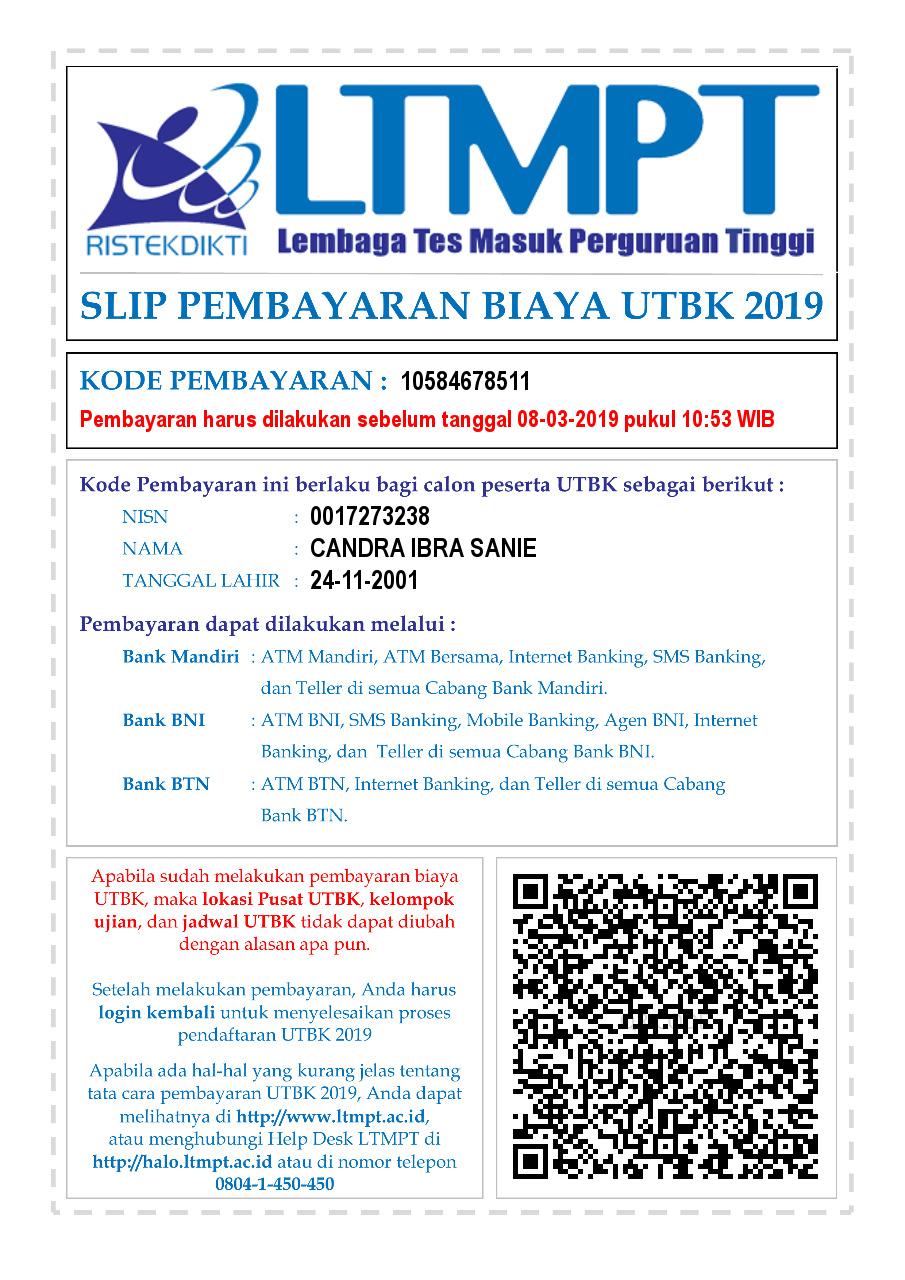 LTMPT
RISTEKDIKTI
Lembaga Tes Masuk Perguruan Tinggi
SLIP PEMBAYARAN BIAYA UTBK 2019
KODE PEMBAYARAN : 10584678511
Pembayaran harus dilakukan sebelum tanggal 08-03-2019 pukul 10:53 WIB
Kode Pembayaran ini berlaku bagi calon peserta UTBK sebagai berikut :
NISN : 0017273238
NAMA : CANDRA IBRA SANIE
TANGGAL LAHIR : 24-11-2001
Pembayaran dapat dilakukan melalui :
Bank Mandiri : ATM Mandiri, ATM Bersama, Internet Banking, SMS Banking,
dan Teller di semua Cabang Bank Mandiri.
Bank BNI : ATM BNI, SMS Banking, Mobile Banking, Agen BNI, Internet
Banking, dan Teller di semua Cabang Bank BNI.
Bank BTN : ATM BTN, Internet Banking, dan Teller di semua Cabang
Bank BTN.
Apabila sudah melakukan pembayaran biaya
UTBK, maka lokasi Pusat UTBK, kelompok
ujian, dan jadwal UTBK tidak dapat diubah
dengan alasan apa pun.
Setelah melakukan pembayaran, Anda harus
login kembali untuk menyelesaikan proses
pendaftaran UTBK 2019
Apabila ada hal-hal yang kurang jelas tentang
tata cara pembayaran UTBK 2019, Anda dapat
melihatnya di http://www.ltmpt.ac.id,
atau menghubungi Help Desk LTMPT di
http://halo.ltmpt.ac.id atau di nomor telepon
0804-1-450-450